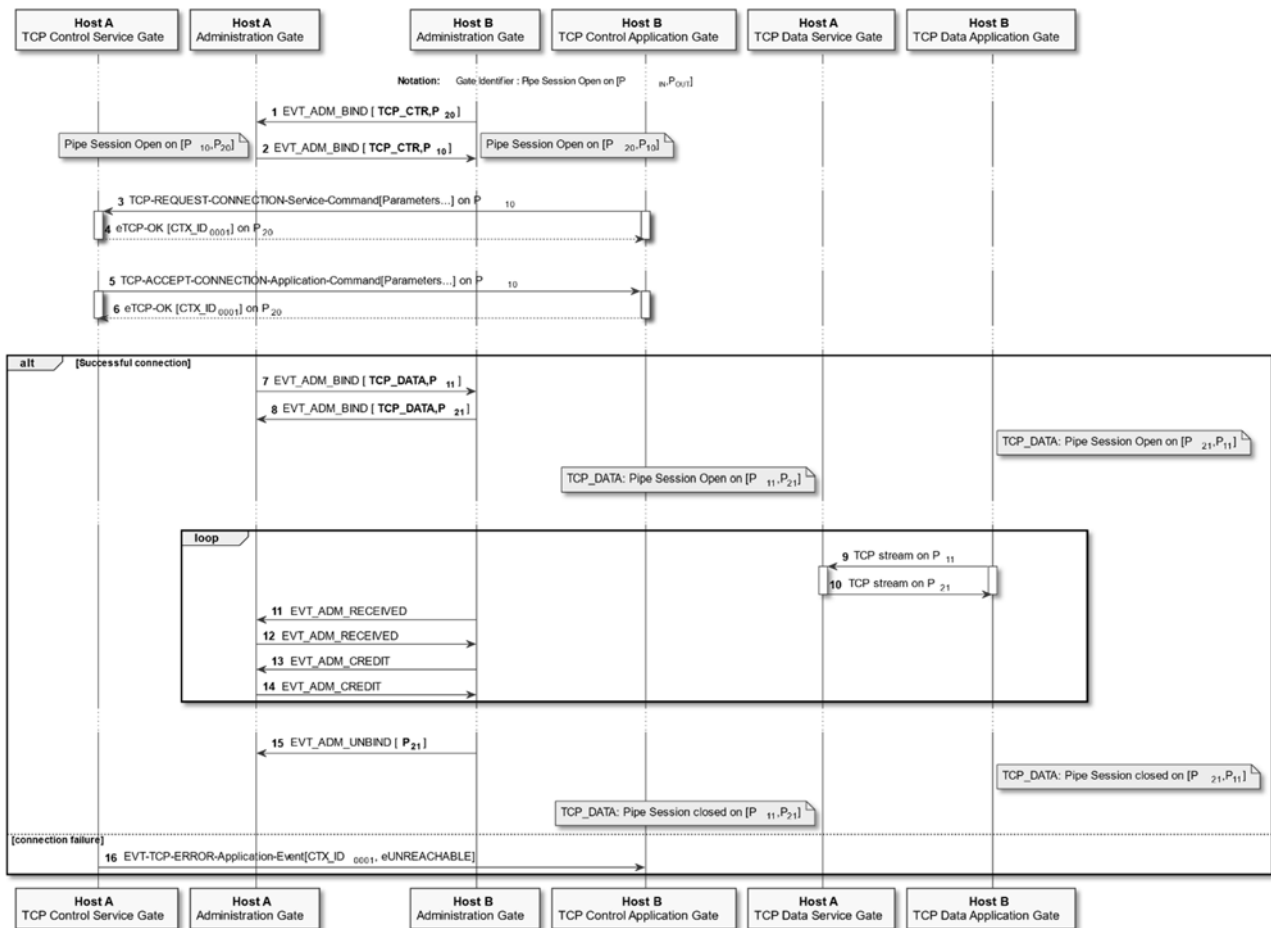 Host A
TCP Control Service Gate
Host A
Administration Gate
Host B
Administration Gate
Host B
TCP Control Application Gate
Host A
TCP Data Service Gate
Host B
TCP Data Application Gate
Notation: Gate Identifier : Pipe Session Open on [P IN,POUT]
1 EVT_ADM_BIND [ TCP_CTR,P 20]
Pipe Session Open on [P 10,P20]
2 EVT_ADM_BIND [ TCP_CTR,P 10]
Pipe Session Open on [P 20,P10]
3 TCP-REQUEST-CONNECTION-Service-Command[Parameters...] on P 10
4 eTCP-OK [CTX_ID 0001] on P20
5 TCP-ACCEPT-CONNECTION-Application-Command[Parameters...] on P 10
6 eTCP-OK [CTX_ID 0001] on P20
alt [Successful connection]
7 EVT_ADM_BIND [ TCP_DATA,P 11]
8 EVT_ADM_BIND [ TCP_DATA,P 21]
TCP_DATA: Pipe Session Open on [P 21,P11]
TCP_DATA: Pipe Session Open on [P 11,P21]
loop
9 TCP stream on P 11
10 TCP stream on P 21
11 EVT_ADM_RECEIVED
12 EVT_ADM_RECEIVED
13 EVT_ADM_CREDIT
14 EVT_ADM_CREDIT
15 EVT_ADM_UNBIND [ P21]
TCP_DATA: Pipe Session closed on [P 21,P11]
TCP_DATA: Pipe Session closed on [P 11,P21]
[connection failure]
16 EVT-TCP-ERROR-Application-Event[CTX_ID 0001, eUNREACHABLE]
Host A
TCP Control Service Gate
Host A
Administration Gate
Host B
Administration Gate
Host B
TCP Control Application Gate
Host A
TCP Data Service Gate
Host B
TCP Data Application Gate